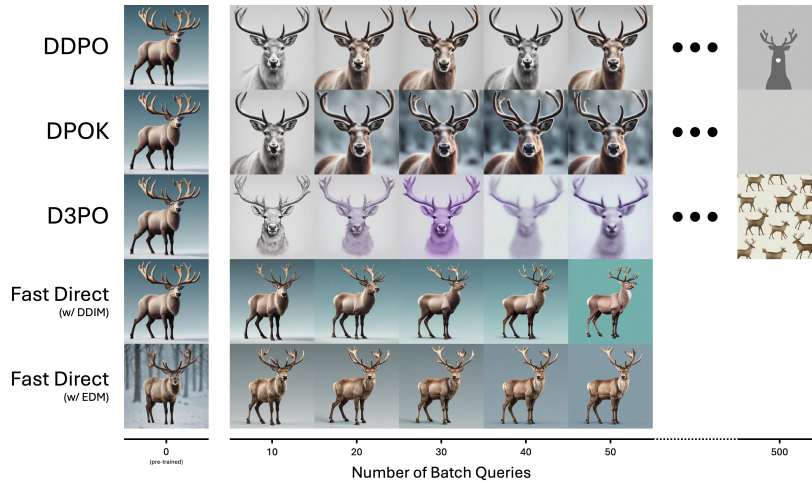 DDPO
DPOK
D3PO
Fast Direct
(w/ DDIM)
Fast Direct
(w/ EDM)
0 10 20 30 40 50 500
(pre-trained)
Number of Batch Queries